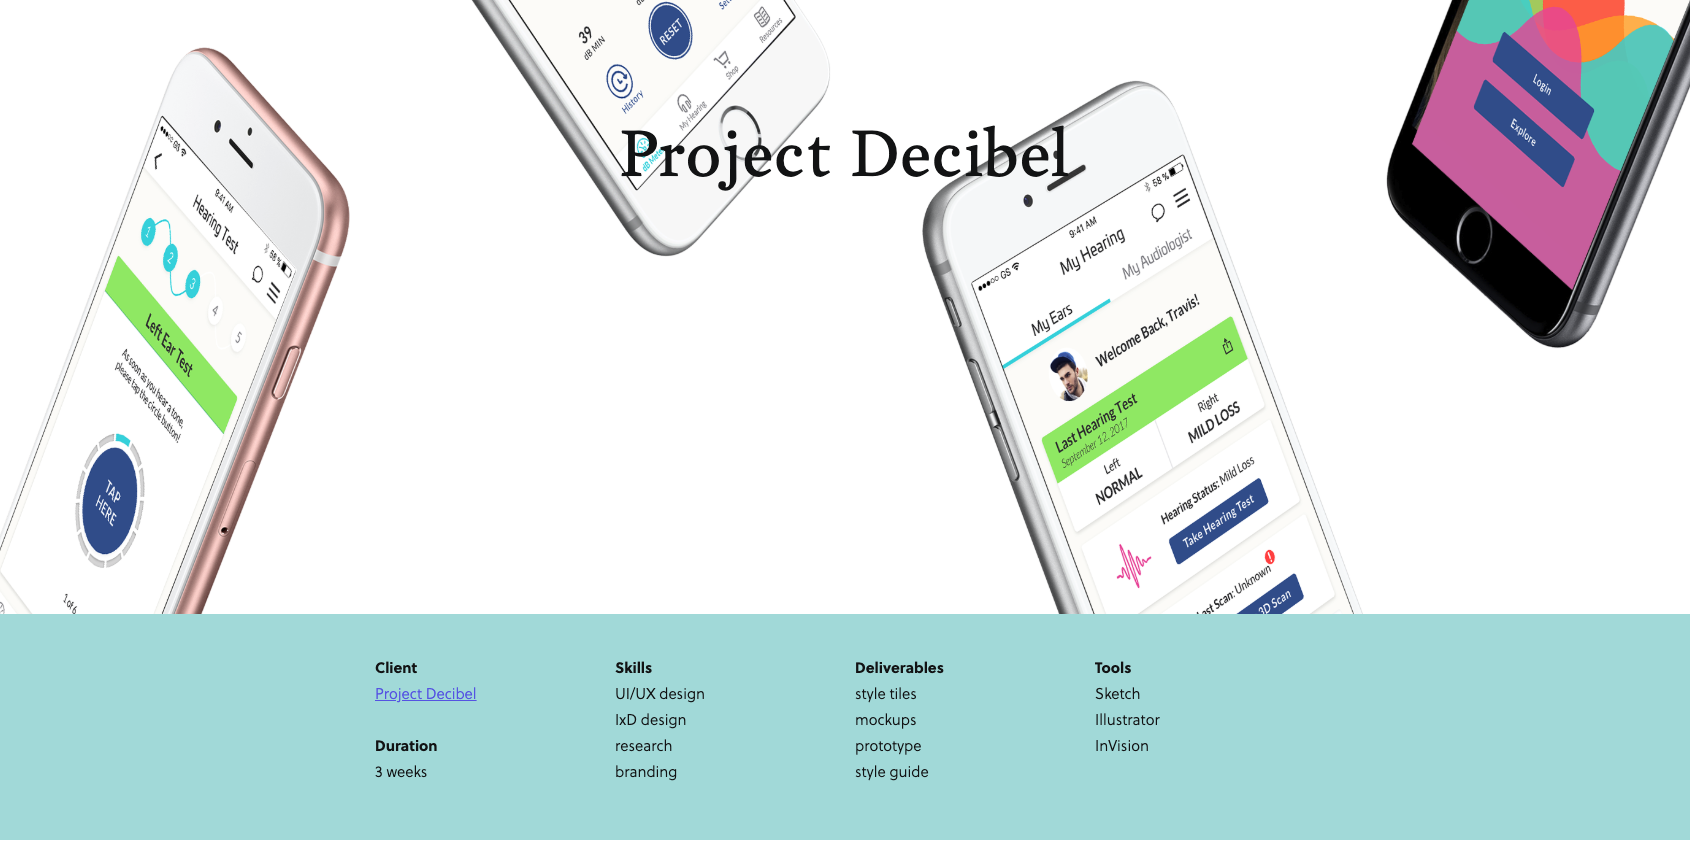 Project Decibel
GS
9:41 AM
58 %
Hearing Test
1
2
3
4
5
Left Ear Test
As soon as you hear a tone,
please tap the circle button!
TAP
HERE
1 of 6
39
dB MIN
RESET
History
My Hearing
Shop
Resources
GS
9:41 AM
58 %
My Hearing
My Ears
My Audiologist
Welcome Back, Travis!
Last Hearing Test
September 12, 2017
Left
NORMAL
Right
MILD LOSS
Hearing Status: Mild Loss
Take Hearing Test
Last Scan: Unknown
3D Scan
Login
Explore
Client
Project Decibel
Duration
3 weeks
Skills
UI/UX design
IxD design
research
branding
Deliverables
style tiles
mockups
prototype
style guide
Tools
Sketch
Illustrator
InVision